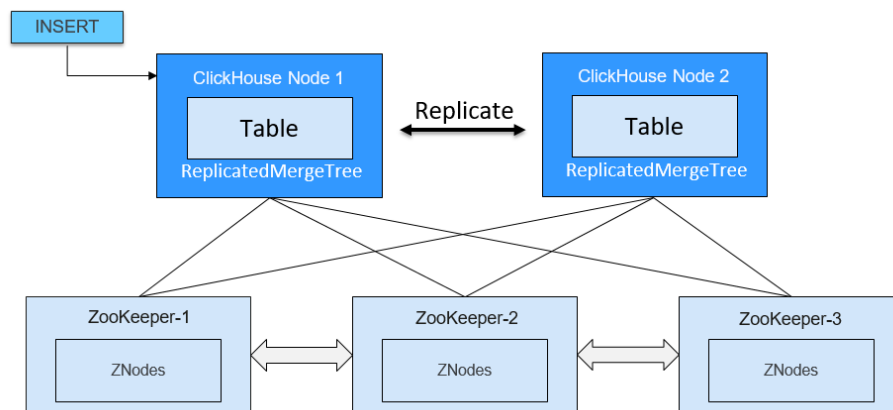 INSERT
ClickHouse Node 1
Table
ReplicatedMergeTree
Replicate
ClickHouse Node 2
Table
ReplicatedMergeTree
ZooKeeper-1
ZNodes
ZooKeeper-2
ZNodes
ZooKeeper-3
ZNodes